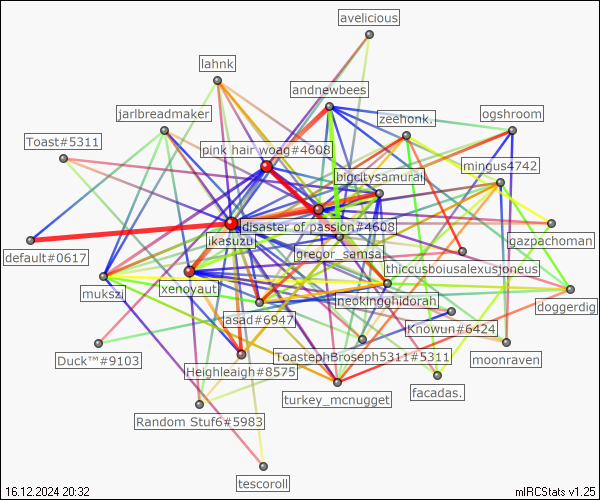 avelicious
lahnk
andnewbees
jarlbreadmaker
zeehonk.
ogshroom
Toast#5311
pink hair woag#4608
mingus4742
bigcitysamurai
disaster of passion#4608
ikasuzu
gazpachoman
default#0617
gregor_samsa
thiccusboiusalexusjoneus
xenoyaut
mukszi
neokingghidorah
doggerdig
jasad#6947
Knowun#6424
Duck™#9103
ToastephBroseph5311#5311
moonraven
Heighleigh#8575
turkey_mcnugget
facadas.
Random Stuf6#5983
tescoroll
16.12.2024 20:32
mIRCStats v1.25